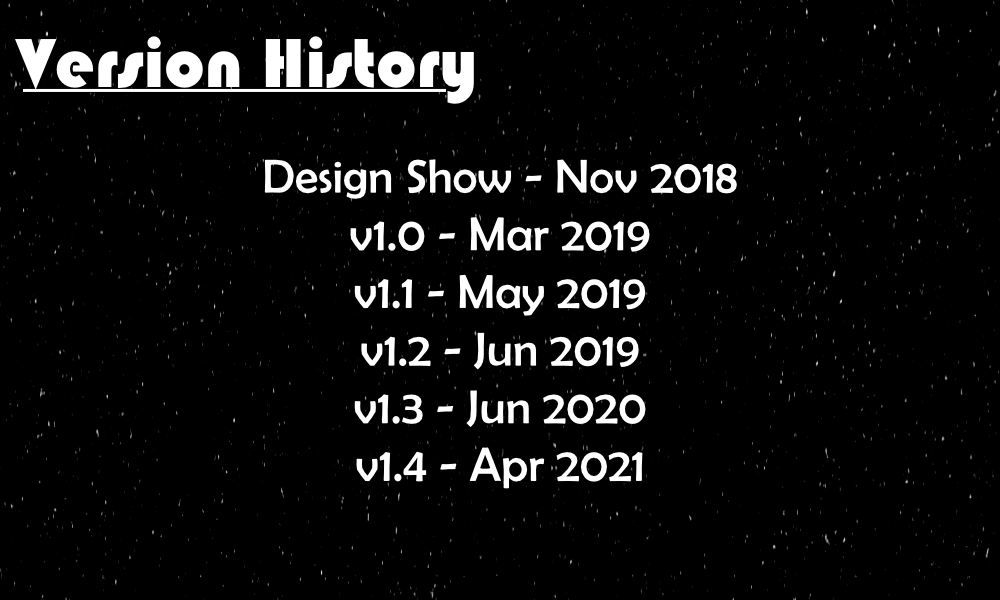 Version History
Design Show - Nov 2018
v1.0 - Mar 2019
v1.1 - May 2019
v1.2 - Jun 2019
v1.3 - Jun 2020
v1.4 - Apr 2021